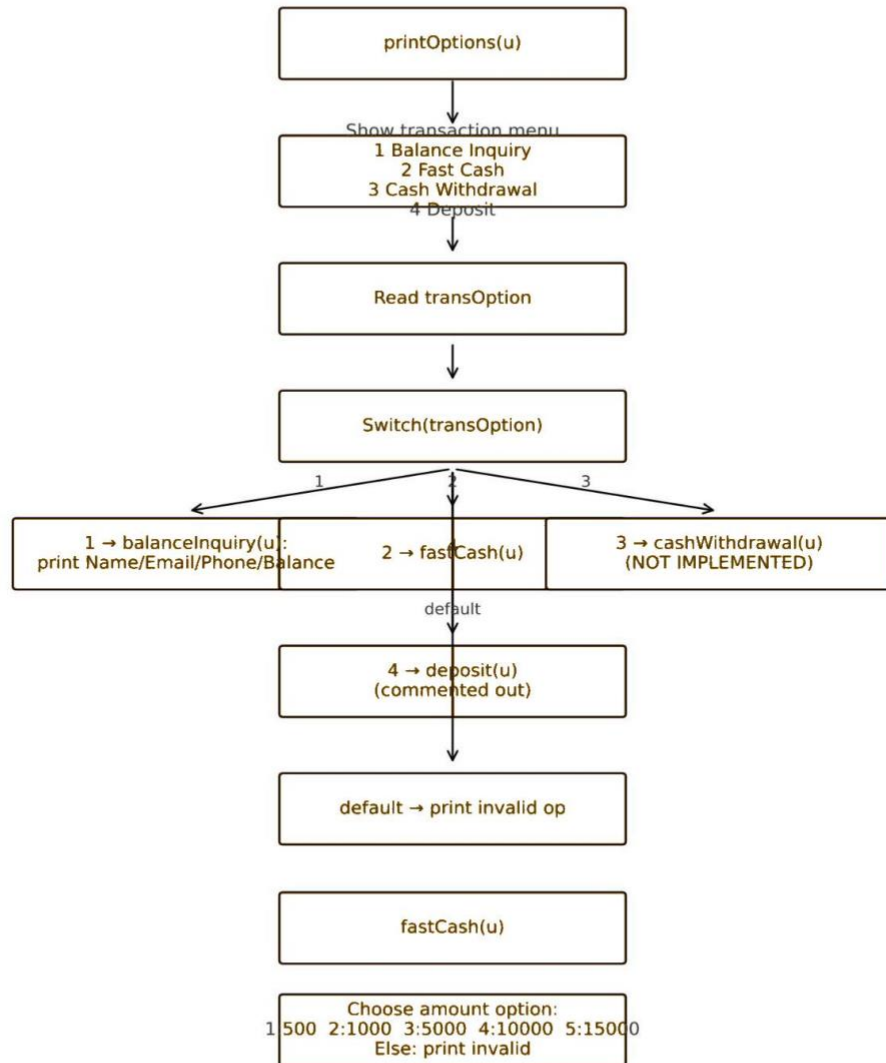 printOptions(u)
Show transaction menu
1 Balance Inquiry
2 Fast Cash
3 Cash Withdrawal
4 Deposit
Read transOption
Switch(transOption)
1
2
3
1 → balanceInquiry(u):
print Name/Email/Phone/Balance
2 → fastCash(u)
4
3 → cashWithdrawal(u)
(NOT IMPLEMENTED)
default
4 → deposit(u)
(commented out)
default → print invalid op
fastCash(u)
Choose amount option:
1:500 2:1000 3:5000 4:10000 5:15000
Else: print invalid